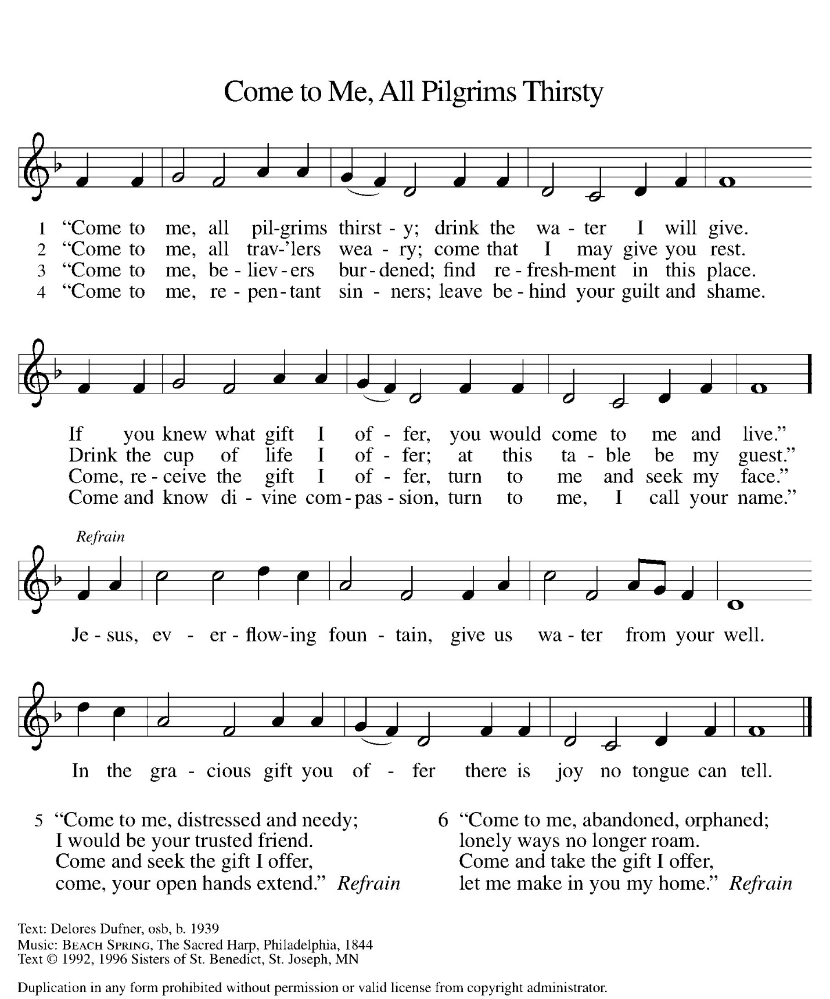 Come to Me, All Pilgrims Thirsty
1 “Come to me, all pil-grims thirst - y; drink the wa - ter I will give.
2 “Come to me, all trav-’lers wea - ry; come that I may give you rest.
3 “Come to me, be - liev - ers bur - dened; find re - fresh-ment in this place.
4 “Come to me, re - pen - tant sin - ners; leave be - hind your guilt and shame.
If you knew what gift I of - fer, you would come to me and live.”
Drink the cup of life I of - fer; at this ta - ble be my guest.”
Come, re - ceive the gift I of - fer, turn to me and seek my face.”
Come and know di - vine com - pas - sion, turn to me, I call your name.”
Refrain
Je - sus, ev - er - flow-ing foun - tain, give us wa - ter from your well.
In the gra - cious gift you of - fer there is joy no tongue can tell.
5 “Come to me, distressed and needy;
I would be your trusted friend.
Come and seek the gift I offer,
come, your open hands extend.” Refrain
6 “Come to me, abandoned, orphaned;
lonely ways no longer roam.
Come and take the gift I offer,
let me make in you my home.” Refrain
Text: Delores Dufner, osb, b. 1939
Music: BEACH SPRING, The Sacred Harp, Philadelphia, 1844
Text © 1992, 1996 Sisters of St. Benedict, St. Joseph, MN
Duplication in any form prohibited without permission or valid license from copyright administrator.